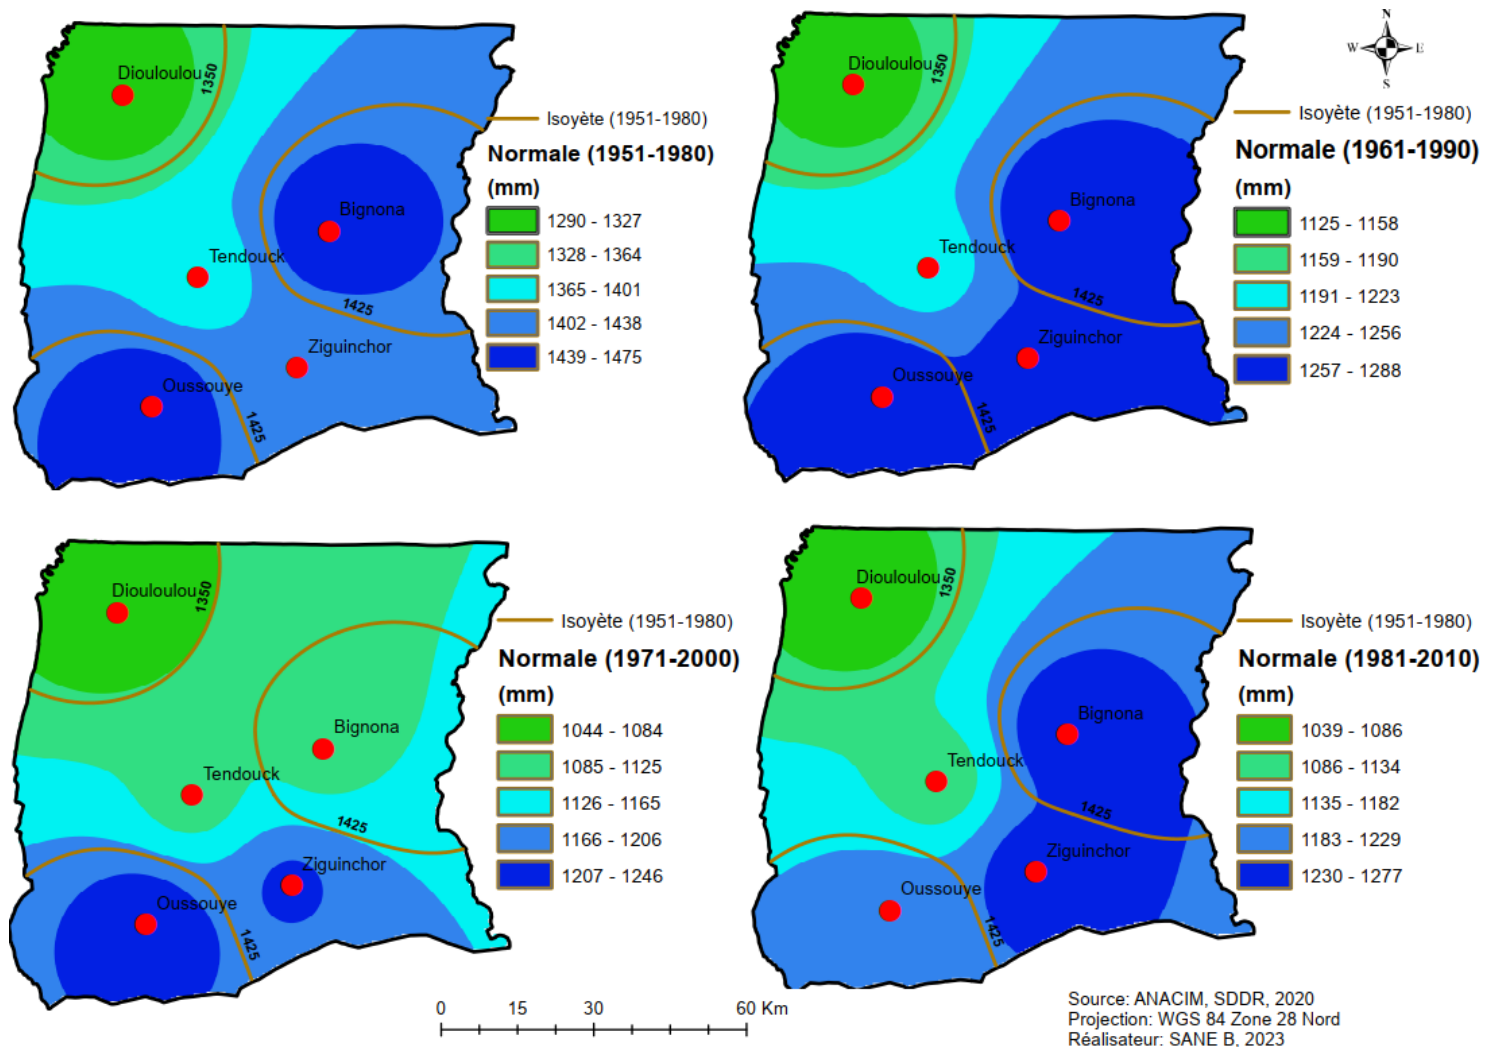 Diouloulou
1350
Bignona
Tendouck
1425
Ziguinchor
Oussouye
1425
Isoyète (1951-1980)
Normale (1951-1980)
(mm)
1290 - 1327
1328 - 1364
1365 - 1401
1402 - 1438
1439 - 1475
Diouloulou
1350
Bignona
Tendouck
1425
Ziguinchor
Oussouye
1425
N
W E
S
Isoyète (1951-1980)
Normale (1961-1990)
(mm)
1125 - 1158
1159 - 1190
1191 - 1223
1224 - 1256
1257 - 1288
Diouloulou
1350
Bignona
Tendouck
1425
Ziguinchor
Oussouye
1425
Isoyète (1951-1980)
Normale (1971-2000)
(mm)
1044 - 1084
1085 - 1125
1126 - 1165
1166 - 1206
1207 - 1246
Diouloulou
1350
Bignona
Tendouck
1425
Ziguinchor
Oussouye
1425
Isoyète (1951-1980)
Normale (1981-2010)
(mm)
1039 - 1086
1086 - 1134
1135 - 1182
1183 - 1229
1230 - 1277
0 15 30 60 Km
Source: ANACIM, SDDR, 2020
Projection: WGS 84 Zone 28 Nord
Réalisateur: SANE B, 2023